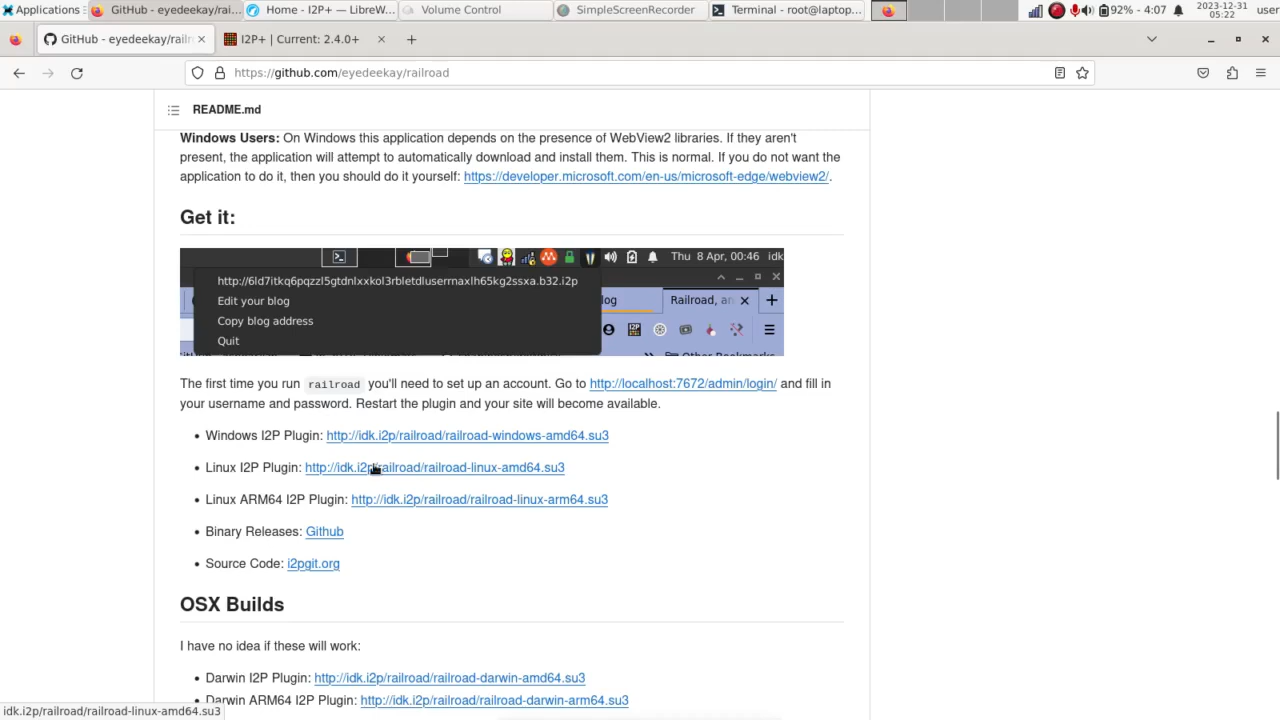 Applications
GitHub - eyedeekay/rai...
Home - I2P+ — LibreW...
Volume Control
SimpleScreenRecorder
Terminal - root@laptop...
92% - 4:07
2023-12-31
05:22
user
GitHub - eyedeekay/railr
I2P+ | Current: 2.4.0+
https://github.com/eyedeekay/railroad
README.md
Windows Users: On Windows this application depends on the presence of WebView2 libraries. If they aren't
present, the application will attempt to automatically download and install them. This is normal. If you do not want the
application to do it, then you should do it yourself: https://developer.microsoft.com/en-us/microsoft-edge/webview2/.
Get it:
Thu 8 Apr, 00:46 idk
http://6ld7itkq6pqzzl5gtdnlxxkol3rbletdlusermaxlh65kg2ssxa.b32.i2p
Edit your blog
log
Railroad, an
Copy blog address
I2P
Quit
Other Bookmarks
The first time you run railroad you'll need to set up an account. Go to http://localhost:7672/admin/login/ and fill in
your username and password. Restart the plugin and your site will become available.
• Windows I2P Plugin: http://idk.i2p/railroad/railroad-windows-amd64.su3
• Linux I2P Plugin: http://idk.i2p/railroad/railroad-linux-amd64.su3
• Linux ARM64 I2P Plugin: http://idk.i2p/railroad/railroad-linux-arm64.su3
• Binary Releases: Github
• Source Code: i2pgit.org
OSX Builds
I have no idea if these will work:
• Darwin I2P Plugin: http://idk.i2p/railroad/railroad-darwin-amd64.su3
• Darwin ARM64 I2P Plugin: http://idk.i2p/railroad/railroad-darwin-arm64.su3
idk.i2p/railroad/railroad-linux-amd64.su3